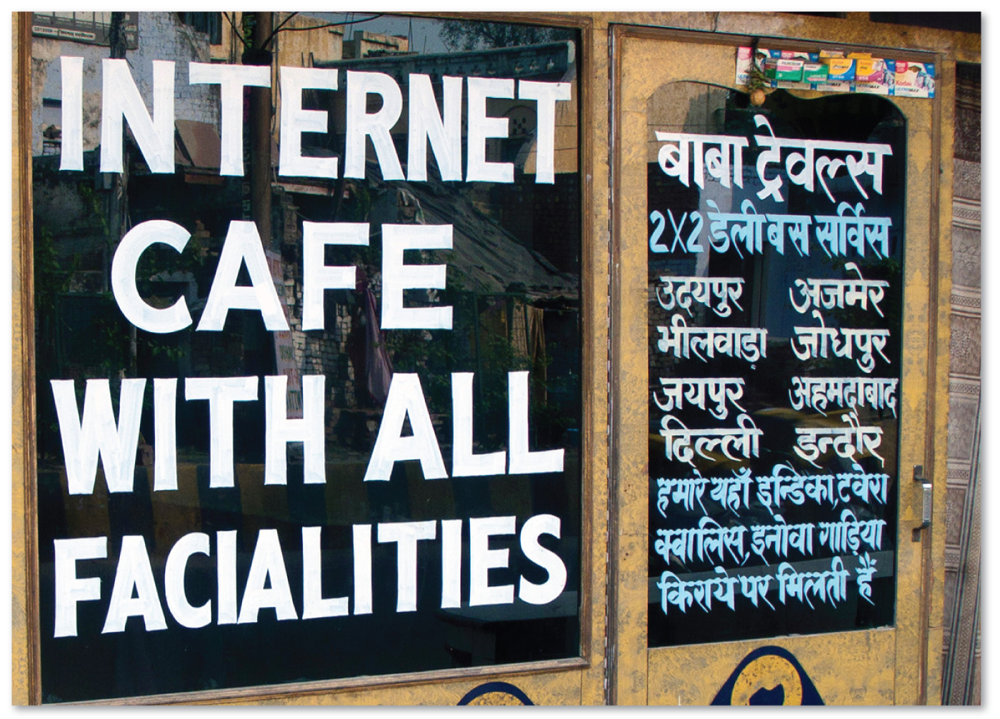 INTERNET
CAFE
WITH ALL
FACIALITIES
बाबा ट्रेवल्स
2X2 डेली बस सर्विस
उदयपुर अजमेर
भीलवाड़ा जोधपुर
जयपुर अहमदाबाद
दिल्ली इन्दौर
हमारे यहाँ इन्डिका, टवेरा
क्वालिस, इनोवा गाड़िया
किराये पर मिलती हैं
Kodak
ULTRAMAX